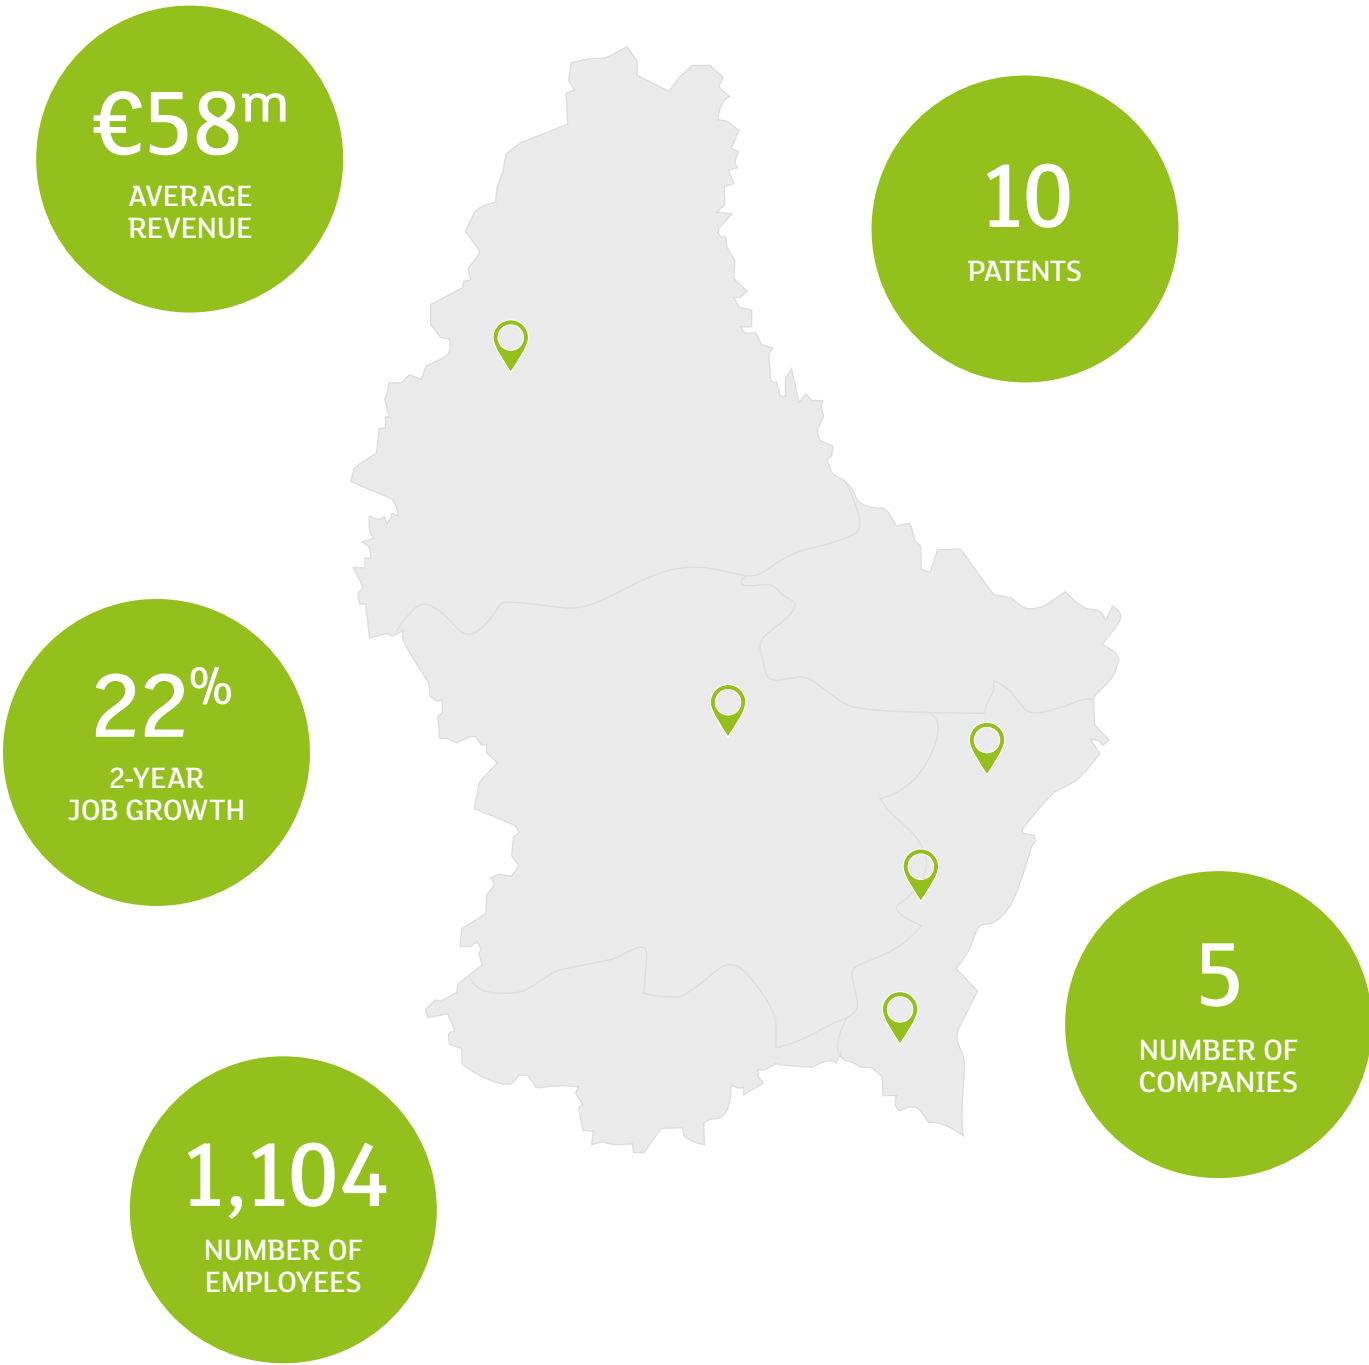 €58m
AVERAGE
REVENUE
10
PATENTS
22%
2-YEAR
JOB GROWTH
5
NUMBER OF
COMPANIES
1,104
NUMBER OF
EMPLOYEES